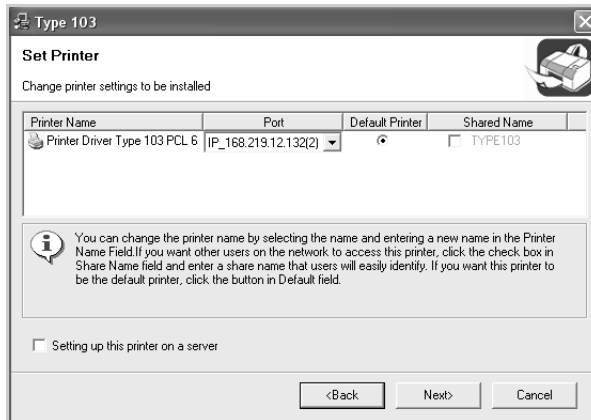 Type 103
Set Printer
Change printer settings to be installed
Printer Name Port Default Printer Shared Name
Printer Driver Type 103 PCL 6 IP_168.219.12.132(2) TYPE103
You can change the printer name by selecting the name and entering a new name in the Printer
Name Field.If you want other users on the network to access this printer, click the check box in
Share Name field and enter a share name that users will easily identify. If you want this printer to
be the default printer, click the button in Default field.
Setting up this printer on a server
<Back Next> Cancel